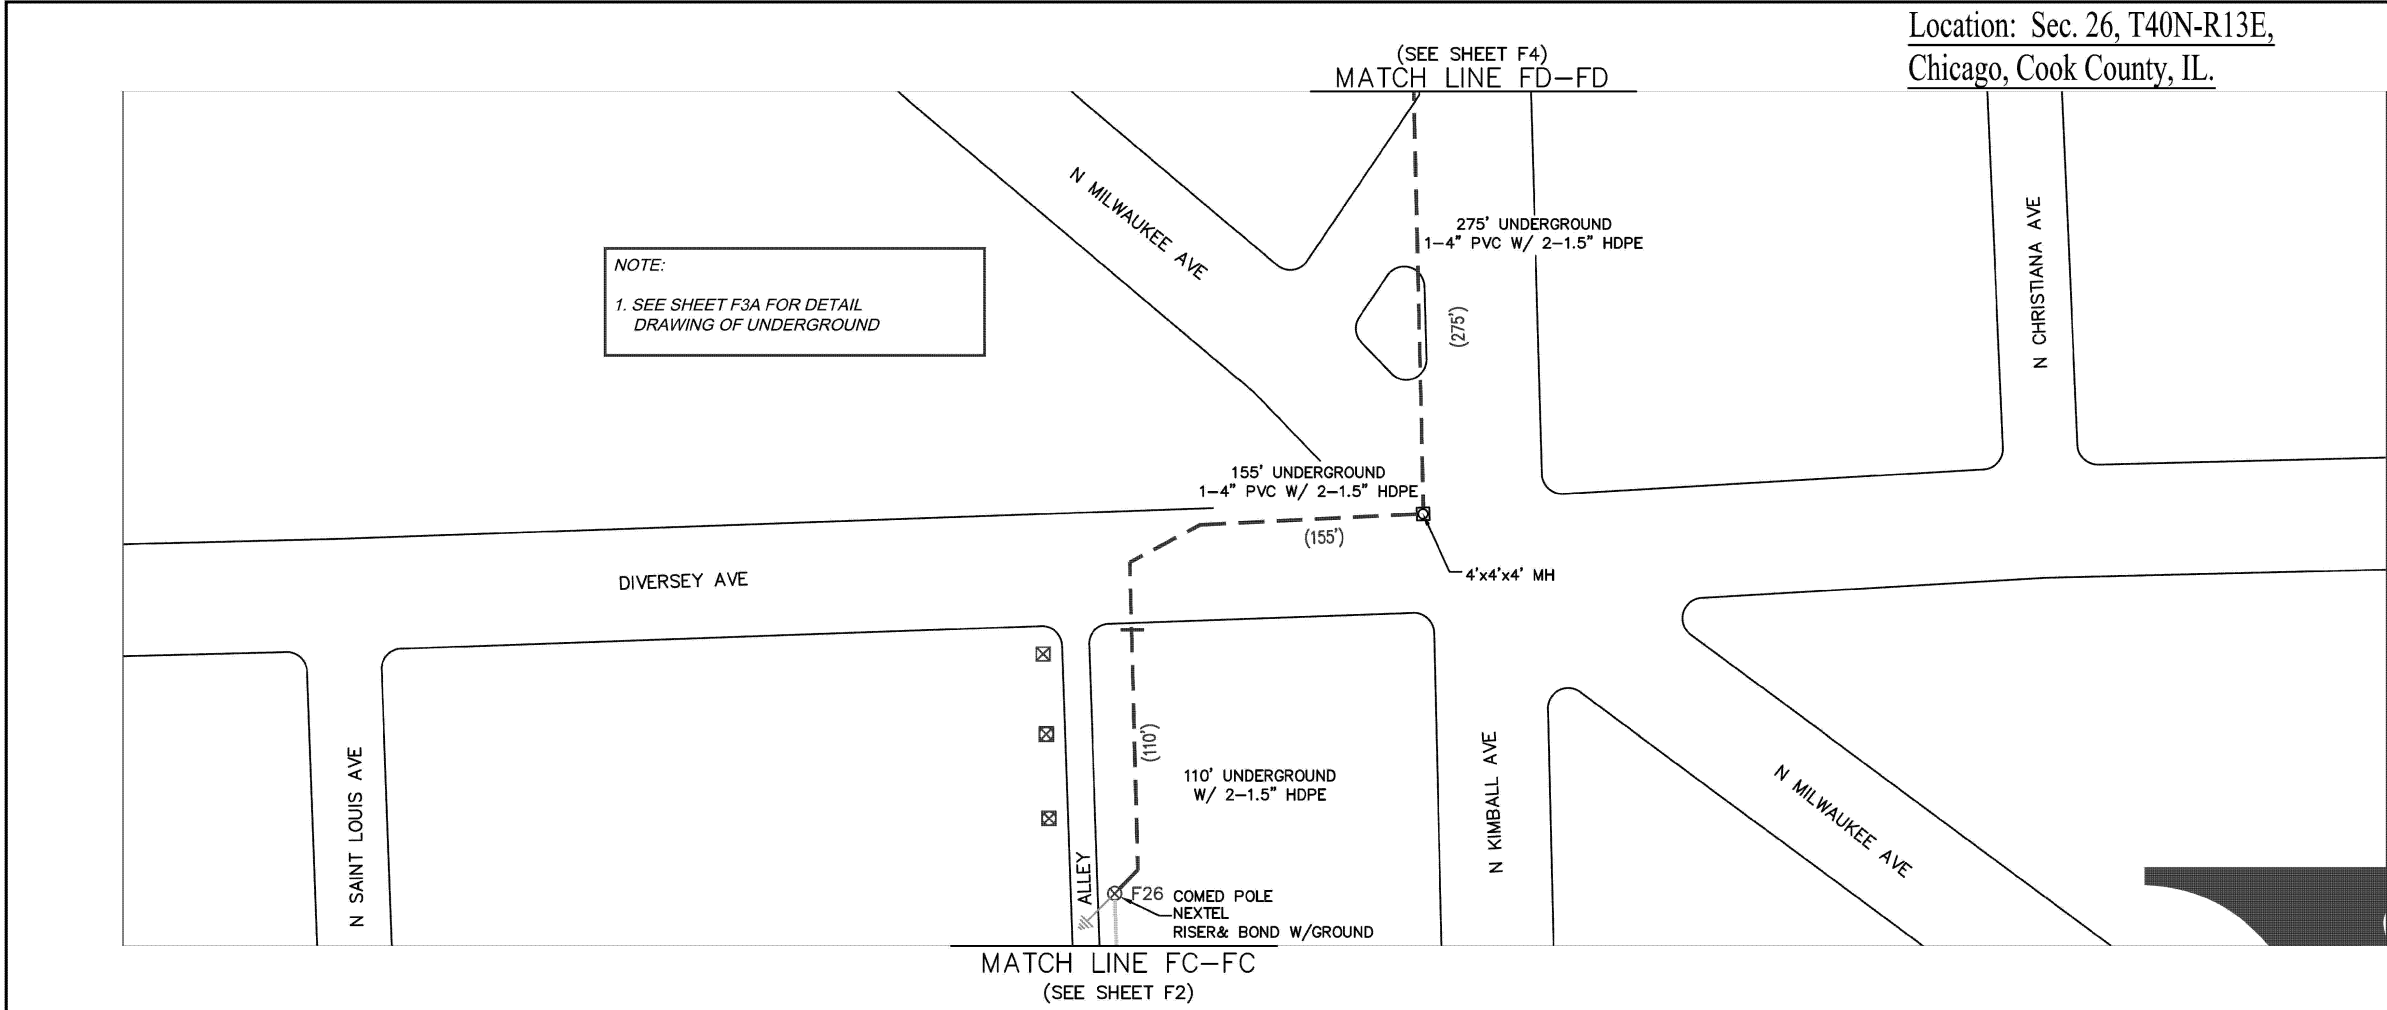 Location:  Sec. 26, T40N-R13E,
Chicago, Cook County, IL.
(SEE SHEET F4)
MATCH LINE FD-FD
N MILWAUKEE AVE
275' UNDERGROUND
1-4" PVC W/ 2-1.5" HDPE
N CHRISTIANA AVE
NOTE:
1. SEE SHEET F3A FOR DETAIL
DRAWING OF UNDERGROUND
(275')
155' UNDERGROUND
1-4" PVC W/ 2-1.5" HDPE
(155')
4'x4'x4' MH
DIVERSEY AVE
(110')
110' UNDERGROUND
W/ 2-1.5" HDPE
N SAINT LOUIS AVE
N KIMBALL AVE
N MILWAUKEE AVE
ALLEY
F26 COMED POLE
NEXTEL
RISER& BOND W/GROUND
MATCH LINE FC-FC
(SEE SHEET F2)